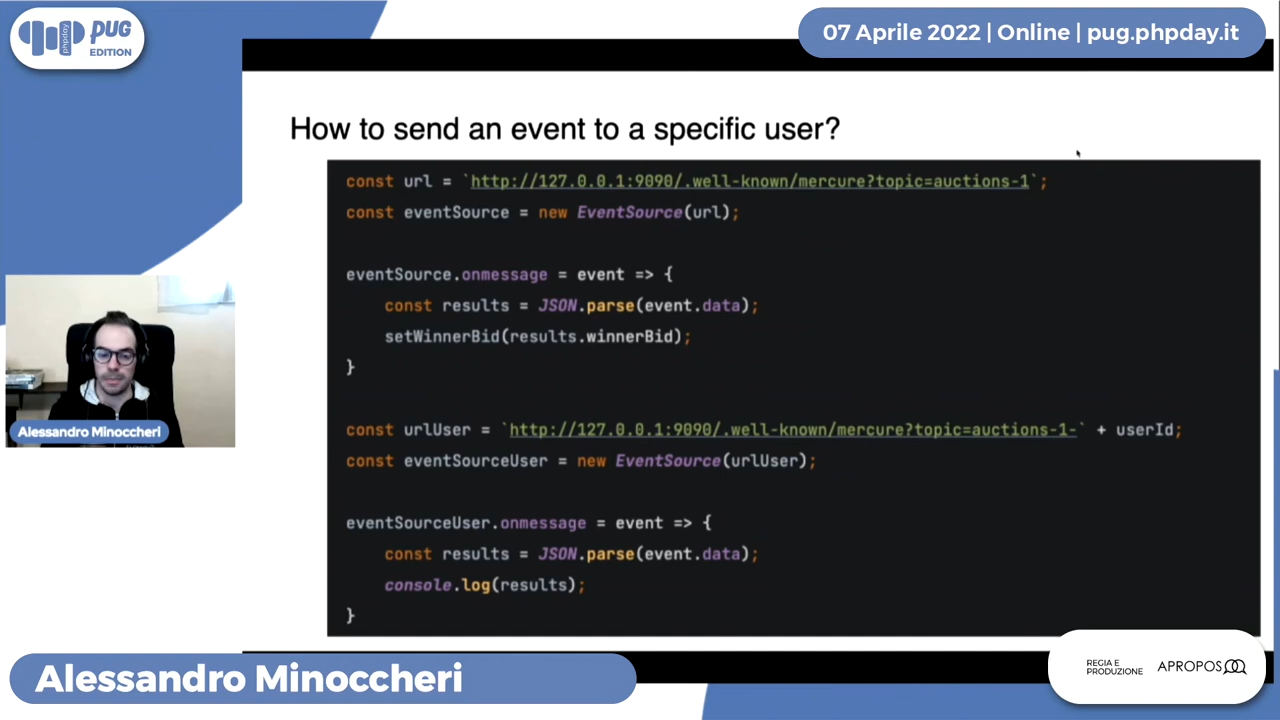 phpday
PUG
EDITION
07 Aprile 2022 | Online | pug.phpday.it
How to send an event to a specific user?
const url = `http://127.0.0.1:9090/.well-known/mercure?topic=auctions-1`;
const eventSource = new EventSource(url);
eventSource.onmessage = event => {
const results = JSON.parse(event.data);
setWinnerBid(results.winnerBid);
}
const urlUser = `http://127.0.0.1:9090/.well-known/mercure?topic=auctions-1-` + userId;
const eventSourceUser = new EventSource(urlUser);
eventSourceUser.onmessage = event => {
const results = JSON.parse(event.data);
console.log(results);
}
Alessandro Minoccheri
Alessandro Minoccheri
REGIA E
PRODUZIONE
APROPOS